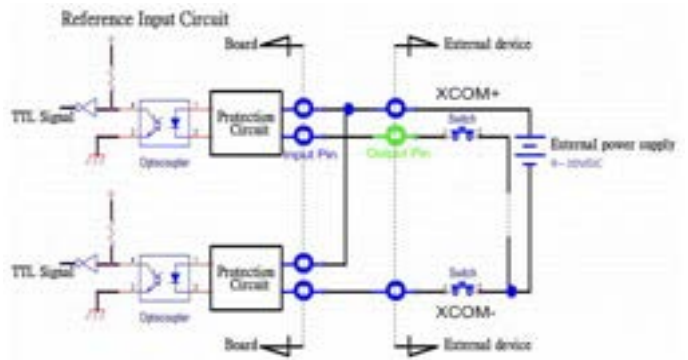 Reference Input Circuit
Board
External device
XCOM+
TTL Signal
Protection Circuit
Switch
Optocoupler
Input Pin
Output Pin
External power supply
TTL Signal
Protection Circuit
Switch
Optocoupler
XCOM-
Board
External device